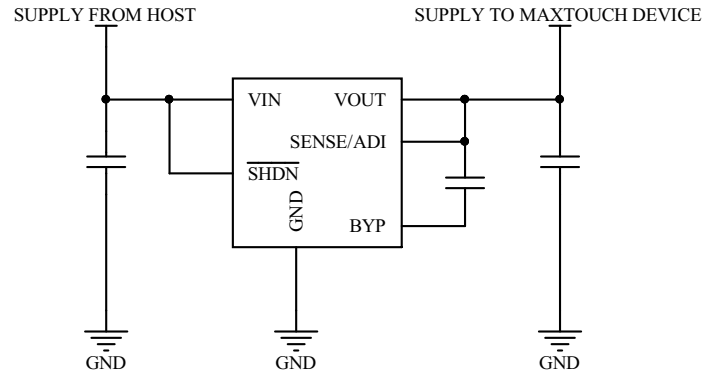 SUPPLY FROM HOST
SUPPLY TO MAXTOUCH DEVICE
VIN
VOUT
SENSE/ADI
SHDN
GND
BYP
GND
GND
GND